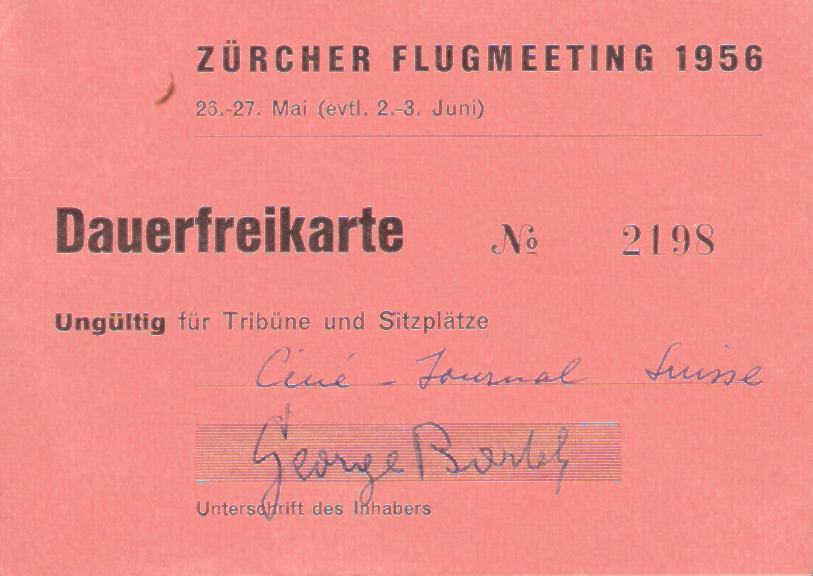 ZÜRCHER FLUGMEETING 1956
26.-27. Mai (evtl. 2.-3. Juni)
Dauerfreikarte № 2198
Ungültig für Tribüne und Sitzplätze
Ciné - Journal Suisse
George
Unterschrift des Inhabers